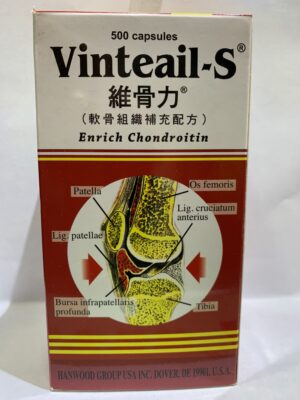 500 capsules
Vinteail-S®
維骨力®
（軟骨組織補充配方）
Enrich Chondroitin
Patella
Os femoris
Lig. cruciatum
anterius
Lig. patellae
Bursa infrapatellaris
profunda
Tibia
HANWOOD GROUP USA INC. DOVER, DE 19901, U.S.A.